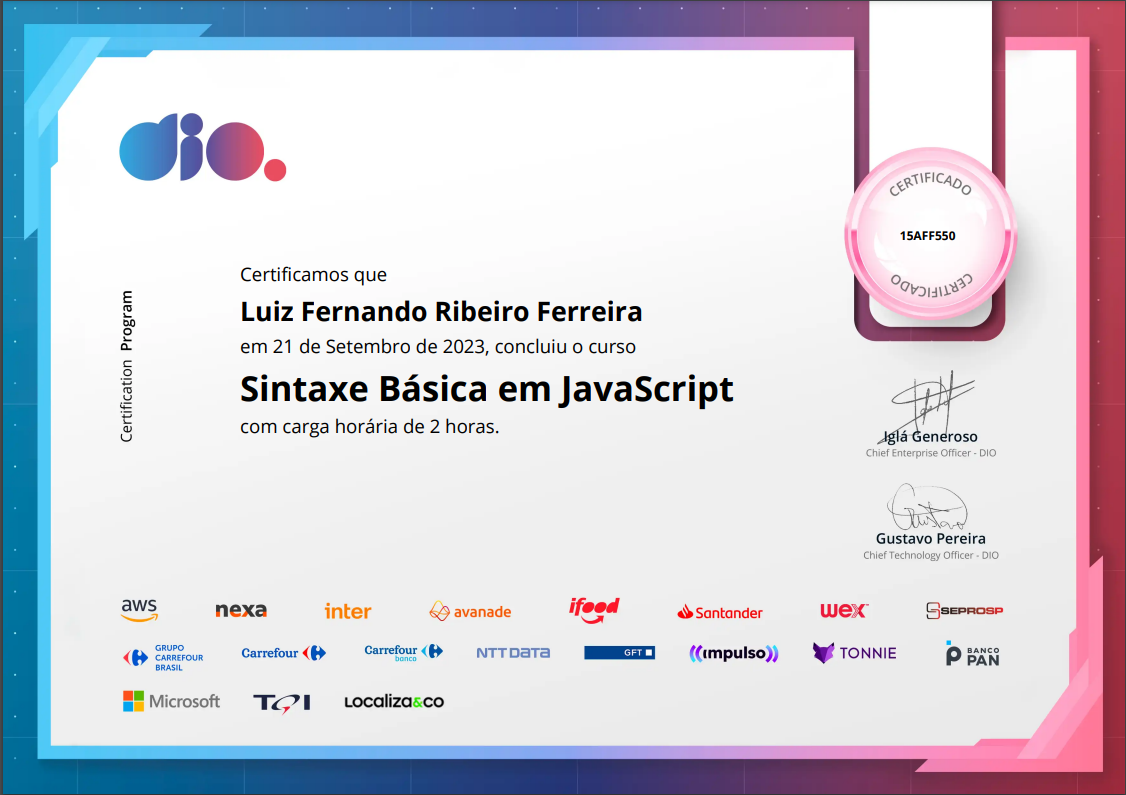 dio.
CERTIFICADO
15AFF550
CERTIFICADO
Certification Program
Certificamos que
Luiz Fernando Ribeiro Ferreira
em 21 de Setembro de 2023, concluiu o curso
Sintaxe Básica em JavaScript
com carga horária de 2 horas.
Iglá Generoso
Chief Enterprise Officer - DIO
Gustavo Pereira
Chief Technology Officer - DIO
aws nexa inter avanade ifood Santander wex SEPROSP
GRUPO
CARREFOUR
BRASIL
Carrefour
Carrefour
banco
NTT DATA
GFT
impulso
TONNIE
BANCO
PAN
Microsoft
Localiza&CO